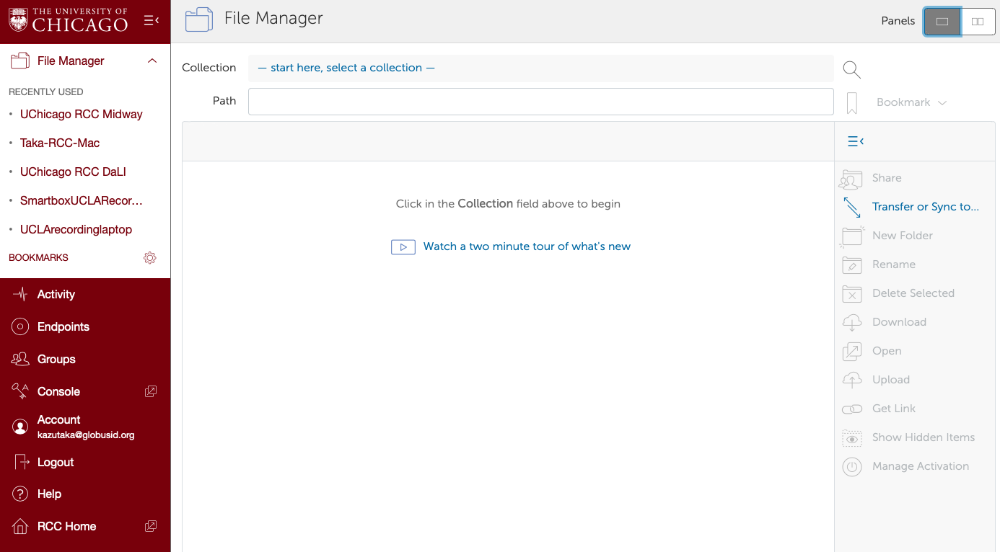 THE UNIVERSITY OF
CHICAGO
File Manager
RECENTLY USED
UChicago RCC Midway
Taka-RCC-Mac
UChicago RCC DaLI
SmartboxUCLARecor...
UCLArecordinglaptop
BOOKMARKS
Activity
Endpoints
Groups
Console
Account
kazutaka@globusid.org
Logout
Help
RCC Home
File Manager
Panels
Collection
— start here, select a collection —
Path
Bookmark
Click in the Collection field above to begin
Watch a two minute tour of what's new
Share
Transfer or Sync to...
New Folder
Rename
Delete Selected
Download
Open
Upload
Get Link
Show Hidden Items
Manage Activation